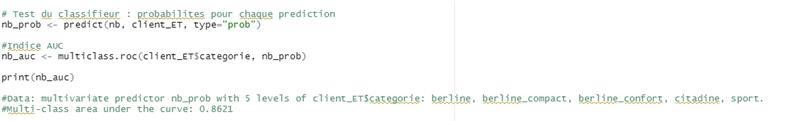 # Test du classifieur : probabilites pour chaque prediction
nb_prob <- predict(nb, client_ET, type="prob")
#Indice AUC
nb_auc <- multiclass.roc(client_ET$categorie, nb_prob)
print(nb_auc)
#Data: multivariate predictor nb_prob with 5 levels of client_ET$categorie: berline, berline_compact, berline_confort, citadine, sport.
#Multi-class area under the curve: 0.8621